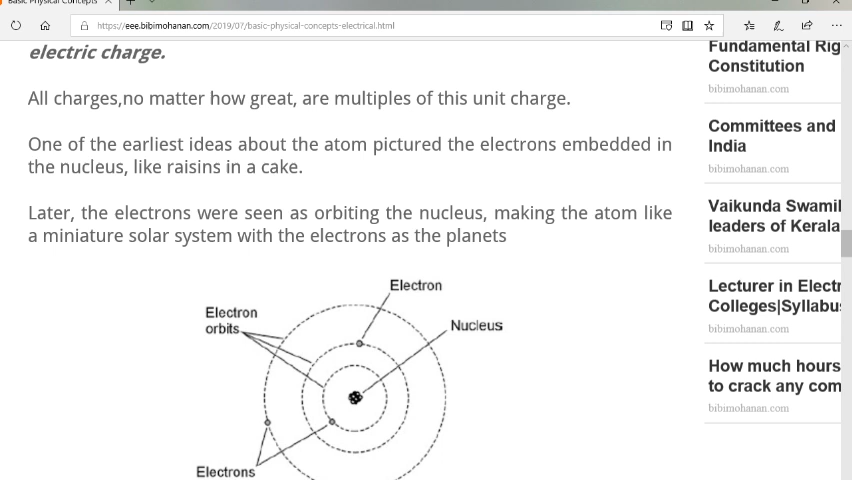 Basic Physical Concepts
https://eee.bibimohanan.com/2019/07/basic-physical-concepts-electrical.html
electric charge.
All charges,no matter how great, are multiples of this unit charge.
One of the earliest ideas about the atom pictured the electrons embedded in
the nucleus, like raisins in a cake.
Later, the electrons were seen as orbiting the nucleus, making the atom like
a miniature solar system with the electrons as the planets
Electron
Electron
orbits
Nucleus
Electrons
Fundamental Rig
Constitution
bibimohanan.com
Committees and
India
bibimohanan.com
Vaikunda Swamil
leaders of Kerala
bibimohanan.com
Lecturer in Electr
Colleges|Syllabu
bibimohanan.com
How much hours
to crack any com
bibimohanan.com